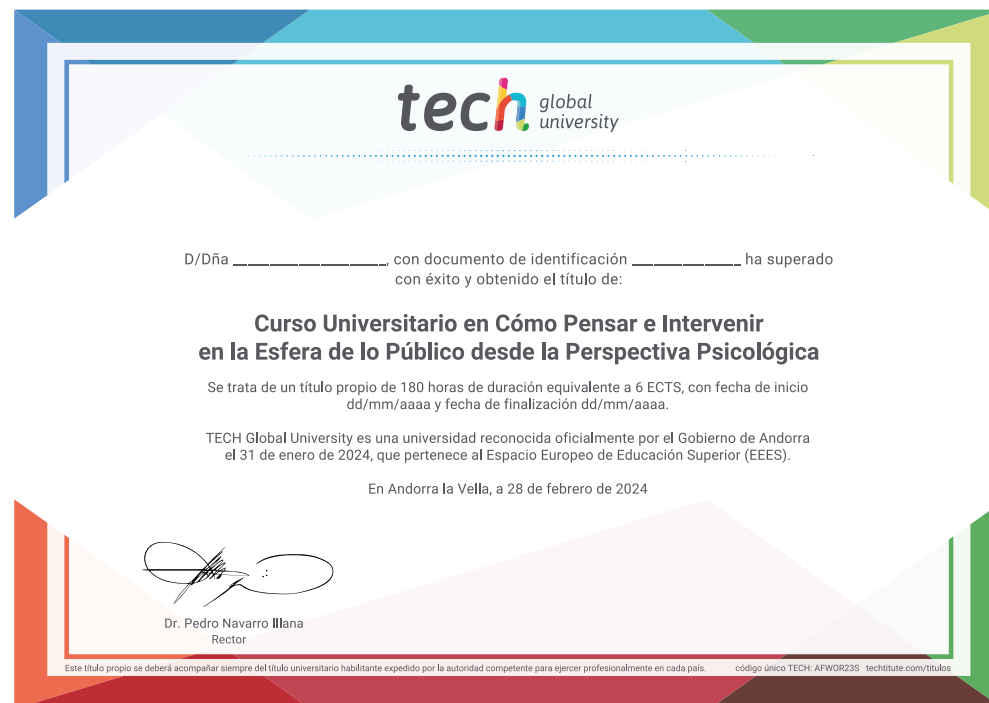 tech global
university
D/Dña ____________________, con documento de identificación ______________ ha superado
con éxito y obtenido el título de:
Curso Universitario en Cómo Pensar e Intervenir
en la Esfera de lo Público desde la Perspectiva Psicológica
Se trata de un título propio de 180 horas de duración equivalente a 6 ECTS, con fecha de inicio
dd/mm/aaaa y fecha de finalización dd/mm/aaaa.
TECH Global University es una universidad reconocida oficialmente por el Gobierno de Andorra
el 31 de enero de 2024, que pertenece al Espacio Europeo de Educación Superior (EEES).
En Andorra la Vella, a 28 de febrero de 2024
Dr. Pedro Navarro Illana
Rector
Este título propio se deberá acompañar siempre del título universitario habilitante expedido por la autoridad competente para ejercer profesionalmente en cada país. código único TECH: AFWOR23S techtitute.com/titulos